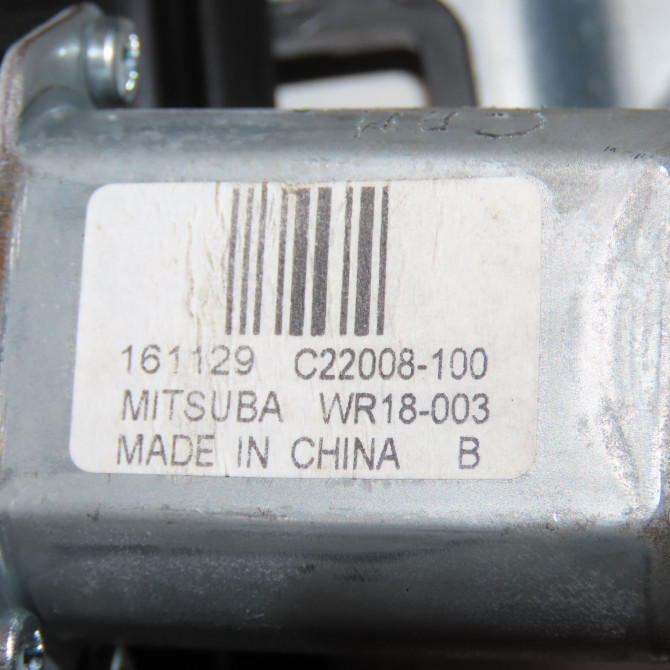 161129 C22008-100
MITSUBA WR18-003
MADE IN CHINA B